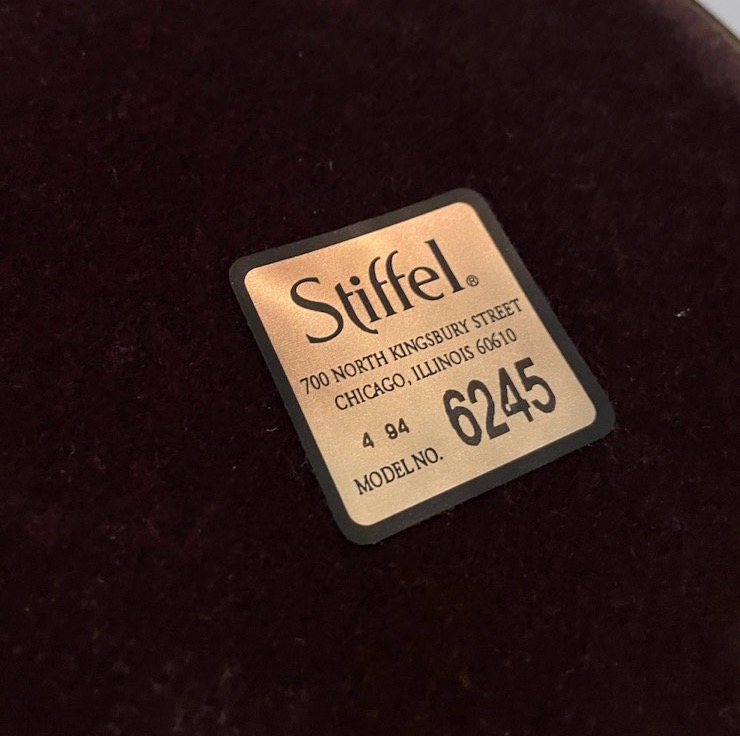 Stiffel®
700 NORTH KINGSBURY STREET
CHICAGO, ILLINOIS 60610
4 94
MODEL NO. 6245